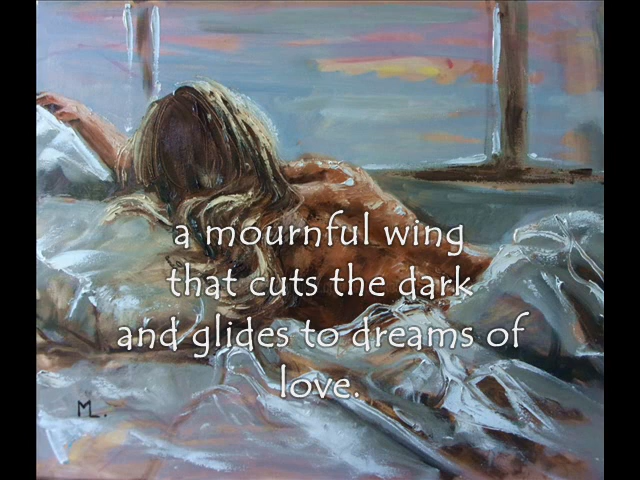 a mournful wing
that cuts the dark
and glides to dreams of
love.
ML.